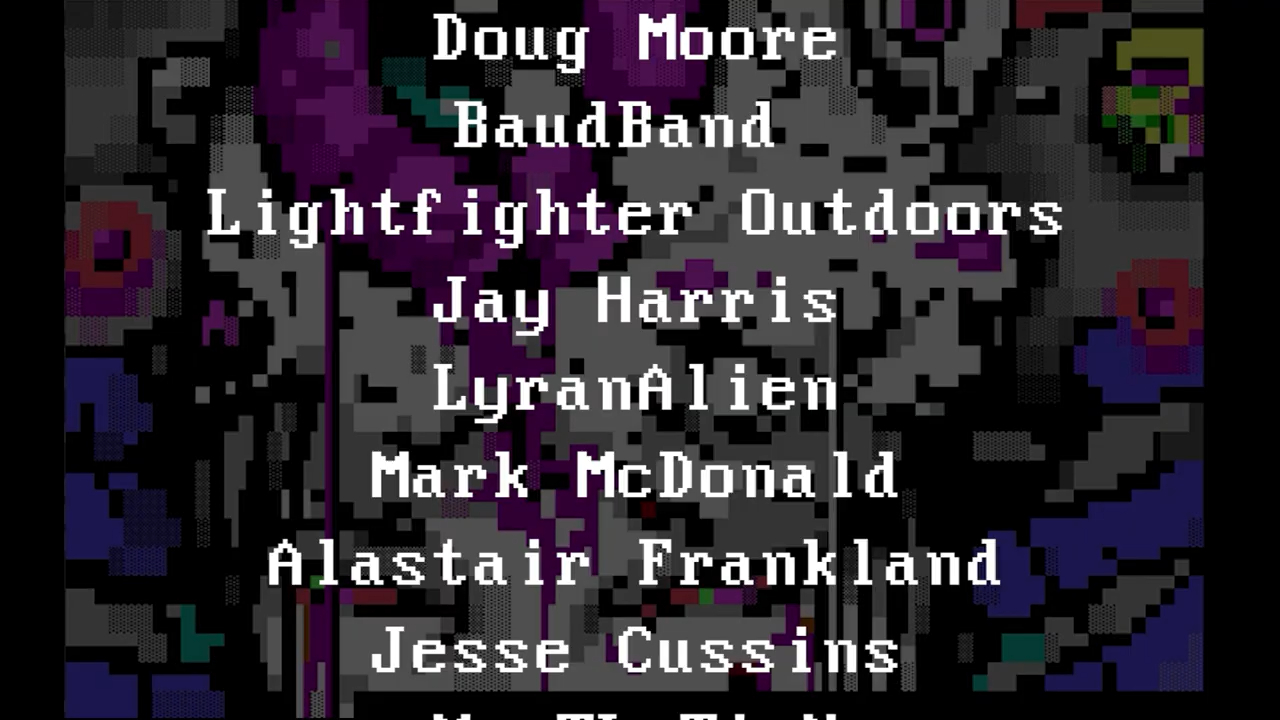 Doug Moore
BaudBand
Lightfighter Outdoors
Jay Harris
LyranAlien
Mark McDonald
Alastair Frankland
Jesse Cussins